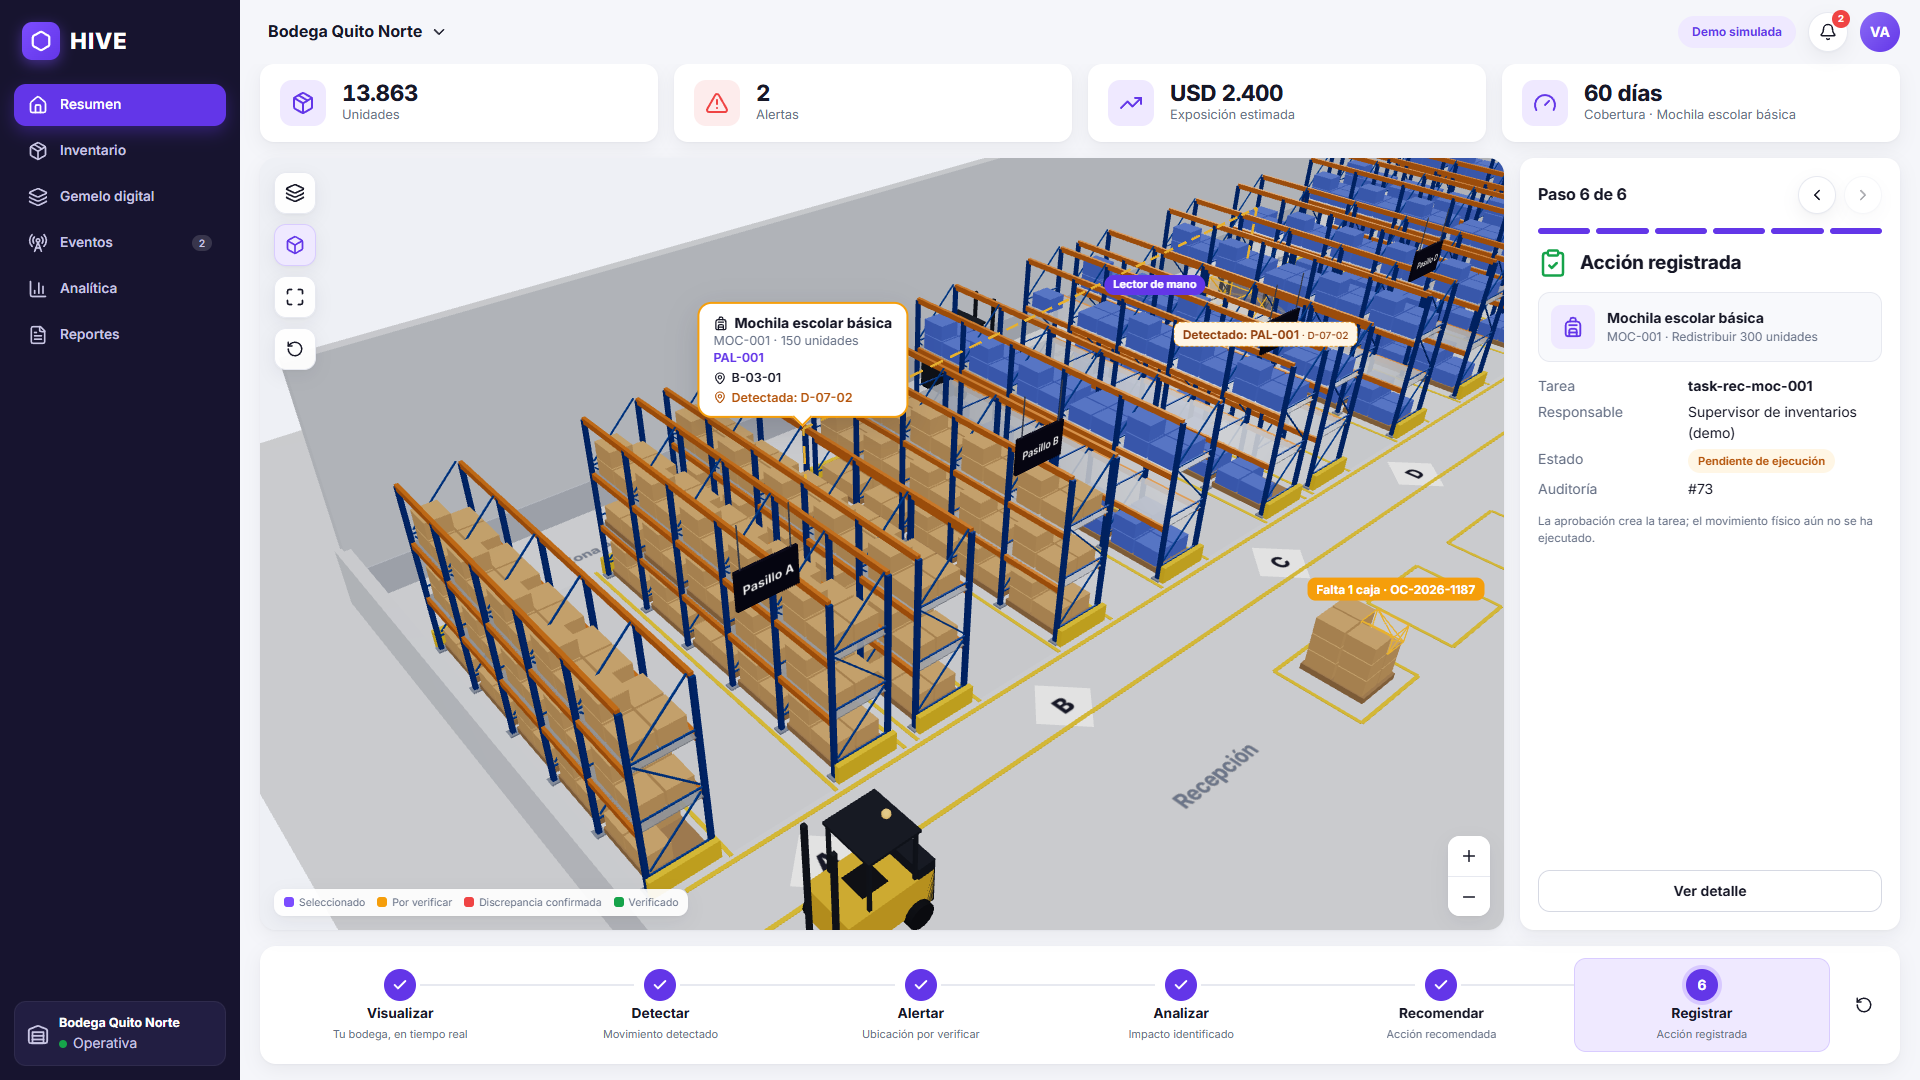 HIVE
Resumen
Inventario
Gemelo digital
Eventos
2
Analítica
Reportes
Bodega Quito Norte
Operativa
Bodega Quito Norte
Demo simulada
2
VA
13.863
Unidades
2
Alertas
USD 2.400
Exposición estimada
60 días
Cobertura · Mochila escolar básica
Mochila escolar básica
MOC-001 · 150 unidades
PAL-001
B-03-01
Detectada: D-07-02
Lector de mano
Detectado: PAL-001 · D-07-02
Pasillo D
Pasillo B
Pasillo A
D
C
B
Falta 1 caja · OC-2026-1187
Recepción
Seleccionado
Por verificar
Discrepancia confirmada
Verificado
Paso 6 de 6
Acción registrada
Mochila escolar básica
MOC-001 · Redistribuir 300 unidades
Tarea
task-rec-moc-001
Responsable
Supervisor de inventarios
(demo)
Estado
Pendiente de ejecución
Auditoría
#73
La aprobación crea la tarea; el movimiento físico aún no se ha
ejecutado.
Ver detalle
Visualizar
Tu bodega, en tiempo real
Detectar
Movimiento detectado
Alertar
Ubicación por verificar
Analizar
Impacto identificado
Recomendar
Acción recomendada
6
Registrar
Acción registrada